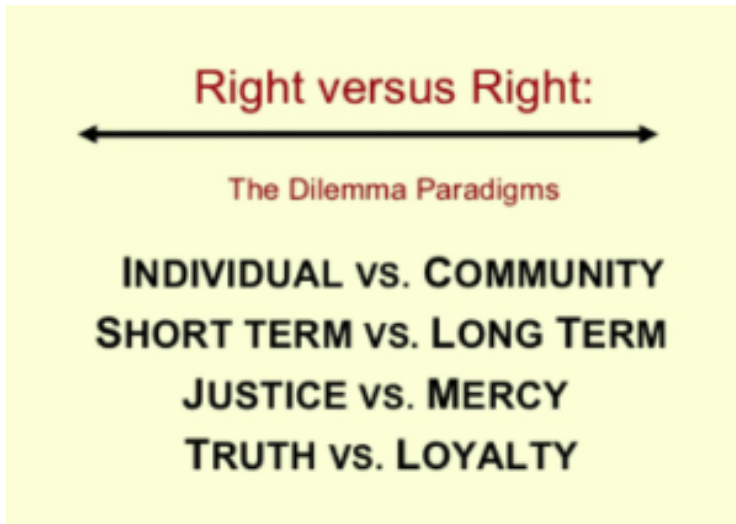 Right versus Right:
The Dilemma Paradigms
INDIVIDUAL VS. COMMUNITY
SHORT TERM VS. LONG TERM
JUSTICE VS. MERCY
TRUTH VS. LOYALTY